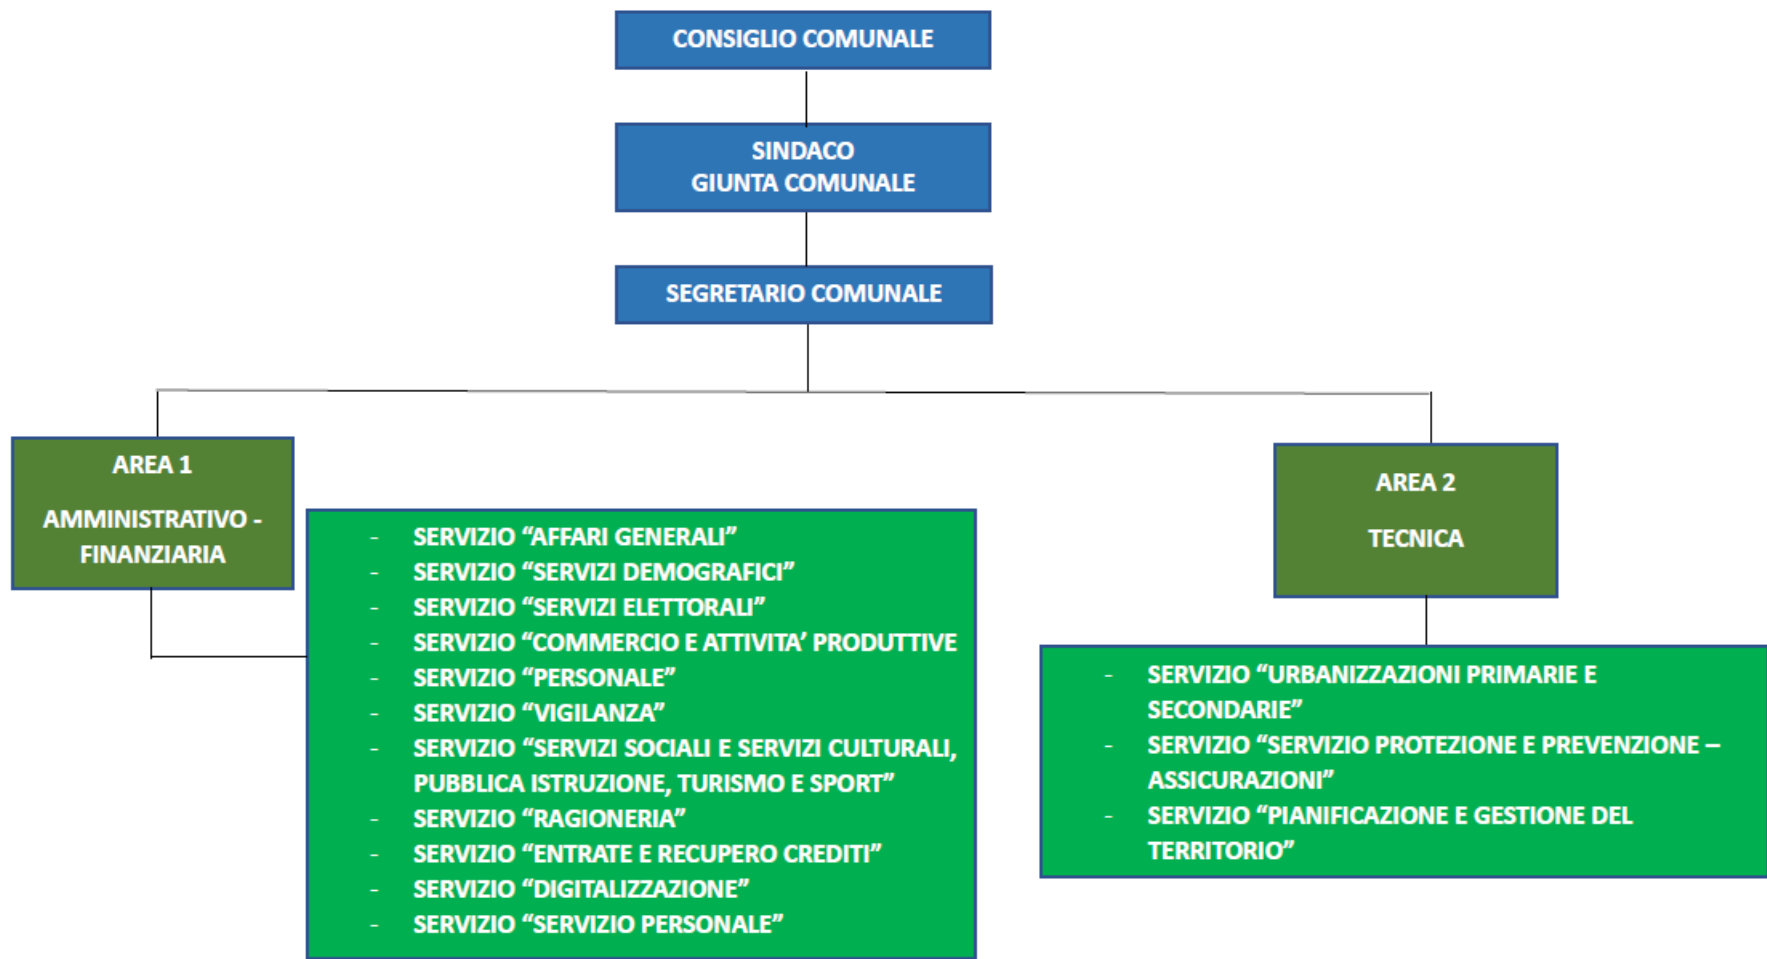 CONSIGLIO COMUNALE
SINDACO
GIUNTA COMUNALE
SEGRETARIO COMUNALE
AREA 1
AMMINISTRATIVO -
FINANZIARIA
- SERVIZIO “AFFARI GENERALI”
- SERVIZIO “SERVIZI DEMOGRAFICI”
- SERVIZIO “SERVIZI ELETTORALI”
- SERVIZIO “COMMERCIO E ATTIVITA’ PRODUTTIVE
- SERVIZIO “PERSONALE”
- SERVIZIO “VIGILANZA”
- SERVIZIO “SERVIZI SOCIALI E SERVIZI CULTURALI,
PUBBLICA ISTRUZIONE, TURISMO E SPORT”
- SERVIZIO “RAGIONERIA”
- SERVIZIO “ENTRATE E RECUPERO CREDITI”
- SERVIZIO “DIGITALIZZAZIONE”
- SERVIZIO “SERVIZIO PERSONALE”
AREA 2
TECNICA
- SERVIZIO “URBANIZZAZIONI PRIMARIE E
SECONDARIE”
- SERVIZIO “SERVIZIO PROTEZIONE E PREVENZIONE –
ASSICURAZIONI”
- SERVIZIO “PIANIFICAZIONE E GESTIONE DEL
TERRITORIO”